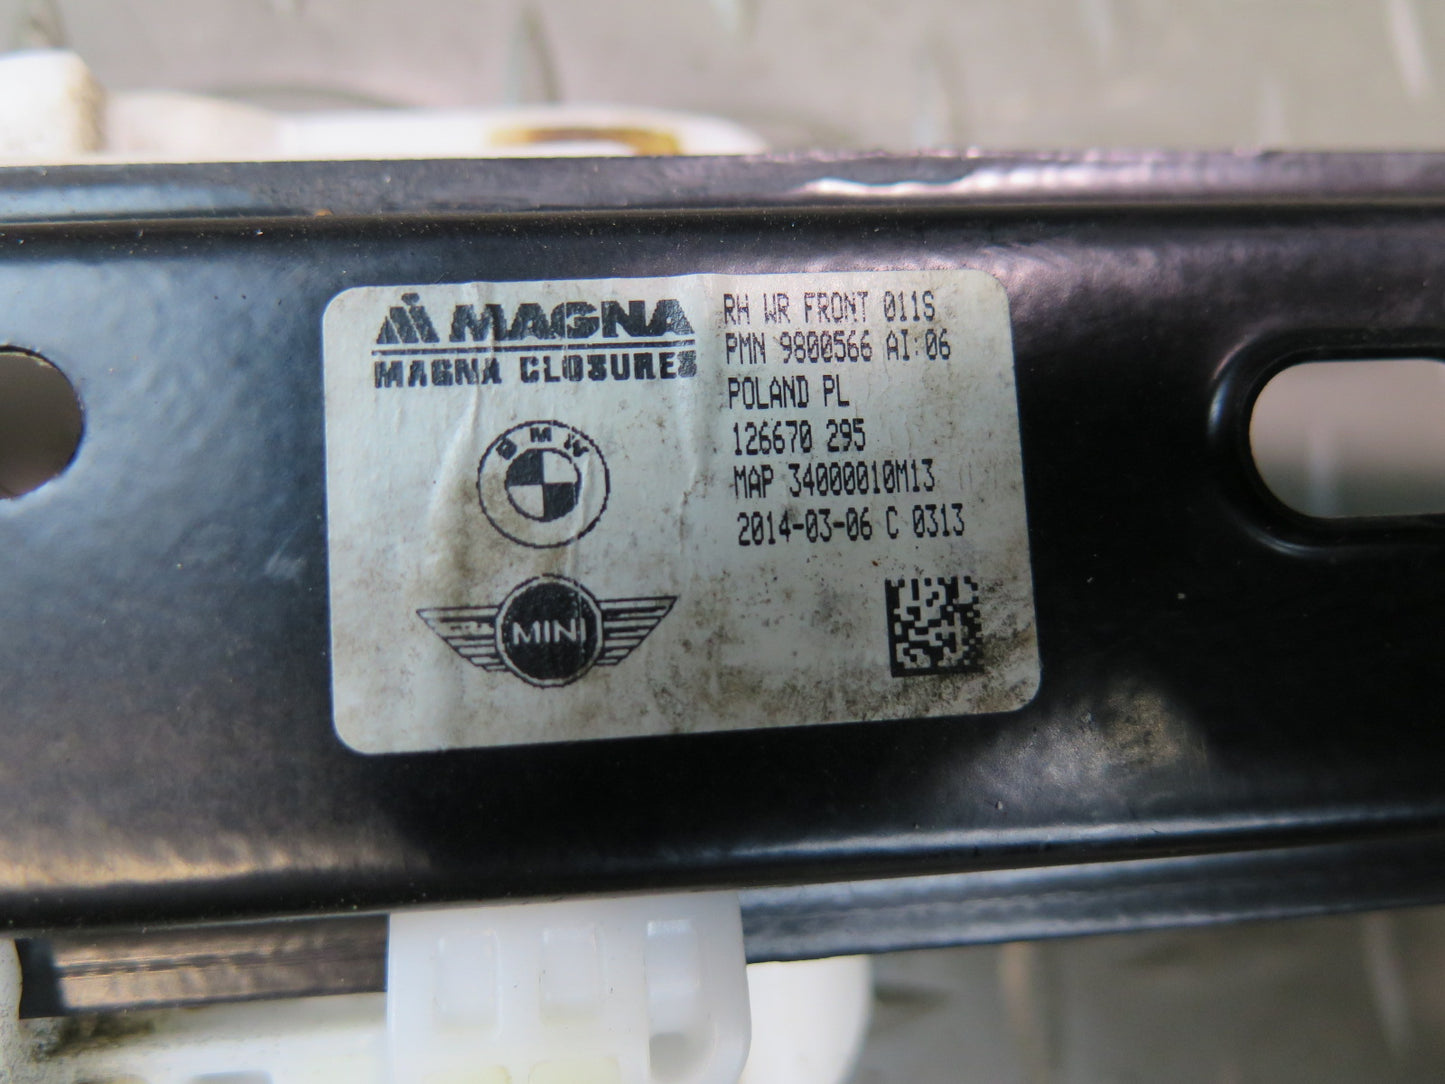 MAGNA
MAGNA CLOSURES
BMW
MINI
RH WR FRONT 011S
PMN 9800566 AI:06
POLAND PL
126670 295
MAP 34000010M13
2014-03-06 C 0313